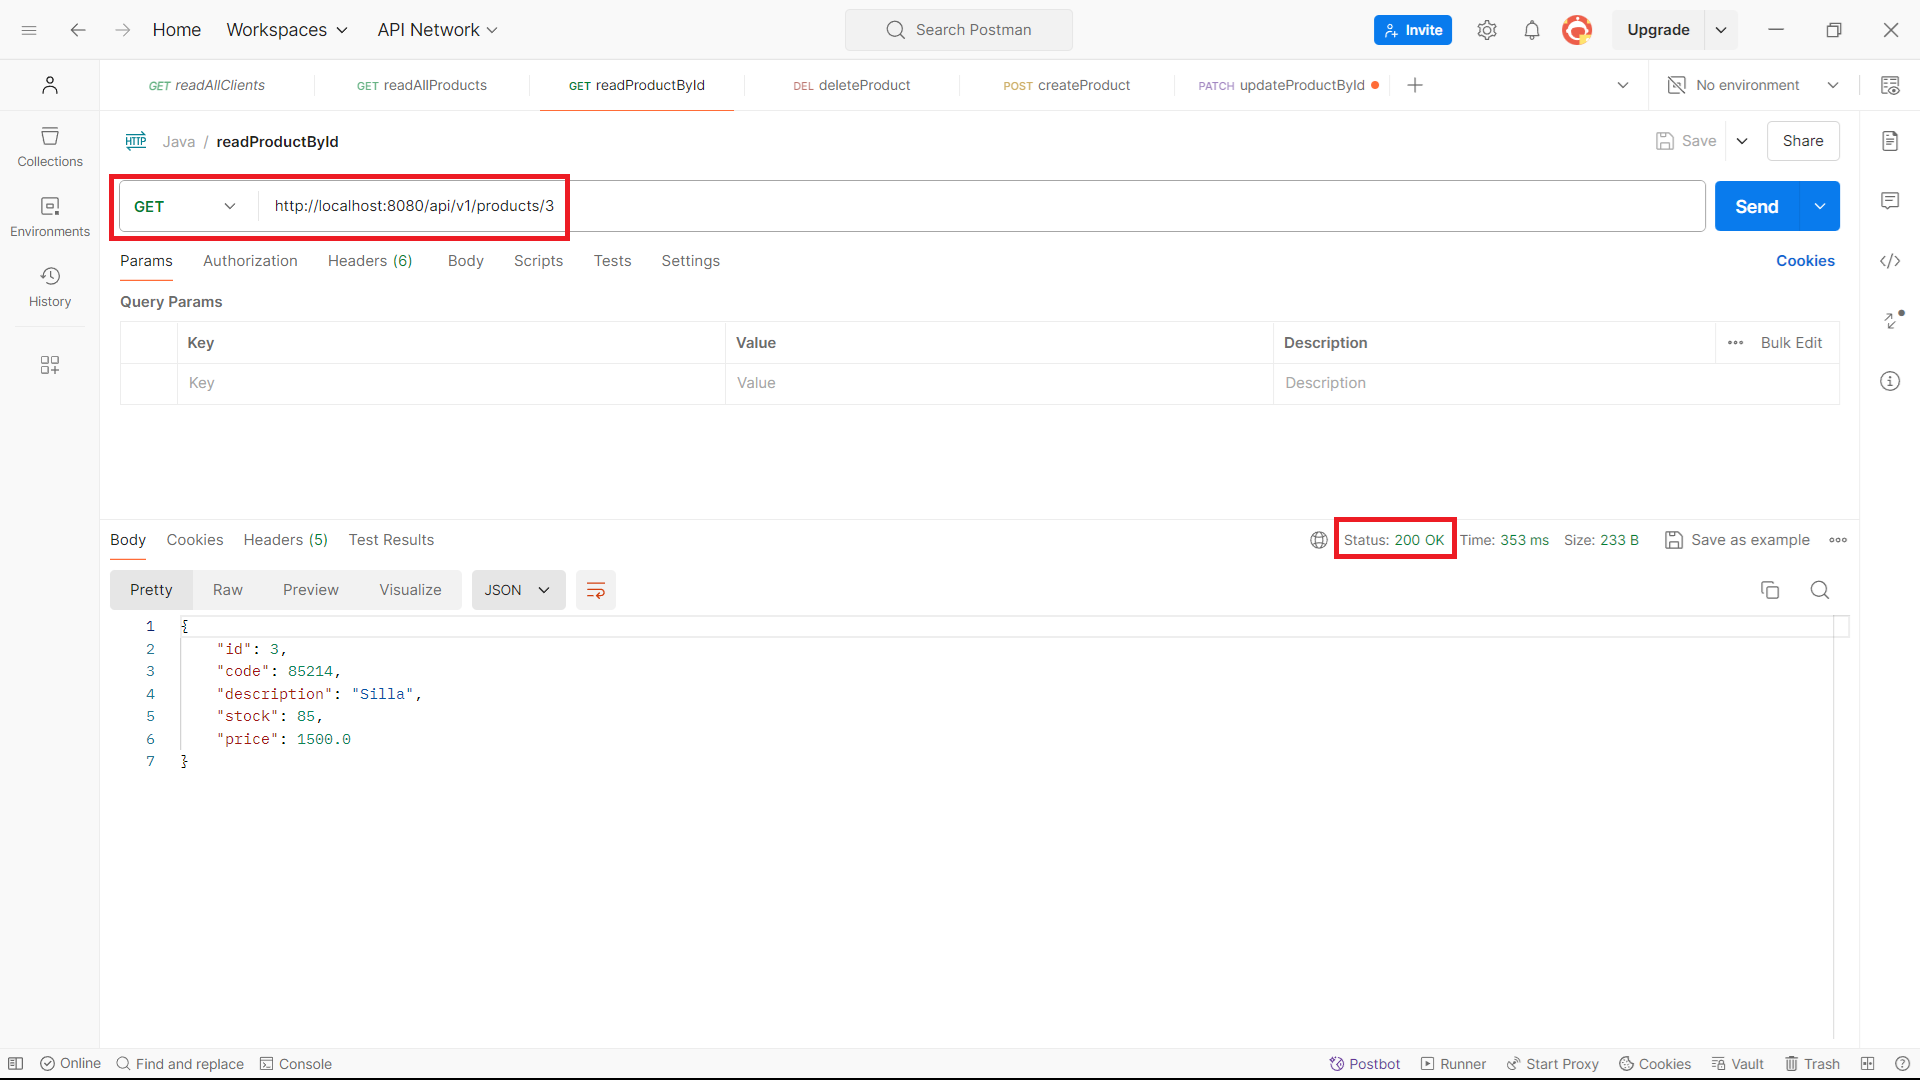 Home Workspaces API Network Search Postman Invite Upgrade
GET readAllClients GET readAllProducts GET readProductById DEL deleteProduct POST createProduct PATCH updateProductById No environment
HTTP Java / readProductById Save Share
Collections
GET http://localhost:8080/api/v1/products/3 Send
Environments
Params Authorization Headers (6) Body Scripts Tests Settings Cookies
History
Query Params
Key Value Description Bulk Edit
Key Value Description
Body Cookies Headers (5) Test Results Status: 200 OK Time: 353 ms Size: 233 B Save as example
Pretty Raw Preview Visualize JSON
1 {
2 "id": 3,
3 "code": 85214,
4 "description": "Silla",
5 "stock": 85,
6 "price": 1500.0
7 }
Online Find and replace Console Postbot Runner Start Proxy Cookies Vault Trash